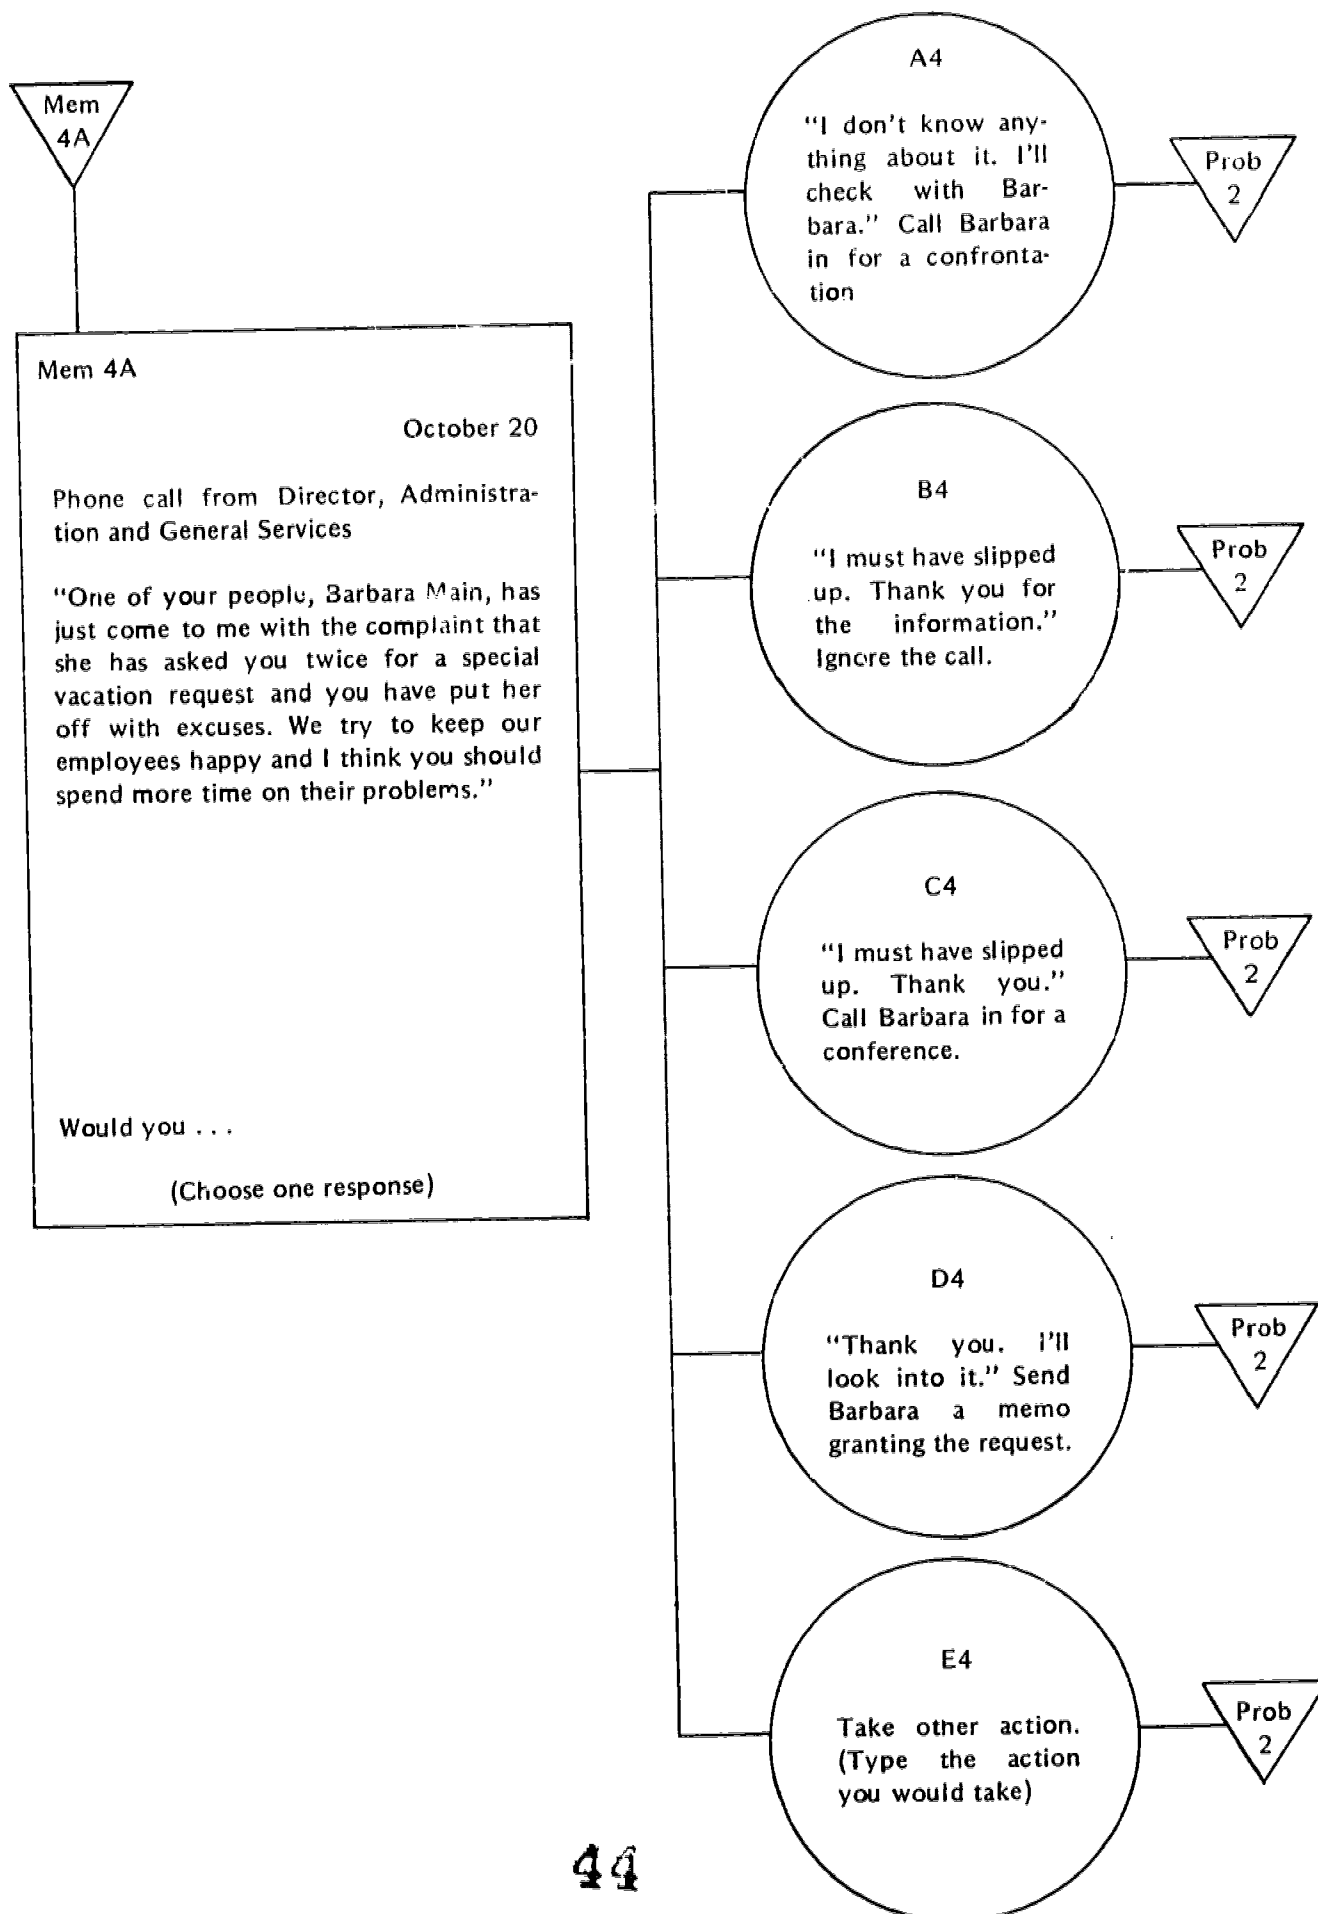 Mem
4A
Mem 4A
October 20
Phone call from Director, Administra-
tion and General Services
"One of your people, Barbara Main, has
just come to me with the complaint that
she has asked you twice for a special
vacation request and you have put her
off with excuses. We try to keep our
employees happy and I think you should
spend more time on their problems."
Would you ...
(Choose one response)
A4
"I don't know any-
thing about it. I'll
check with Bar-
bara." Call Barbara
in for a confronta-
tion
Prob
2
B4
"I must have slipped
up. Thank you for
the information."
Ignore the call.
Prob
2
C4
"I must have slipped
up. Thank you."
Call Barbara in for a
conference.
Prob
2
D4
"Thank you. I'll
look into it." Send
Barbara a memo
granting the request.
Prob
2
E4
Take other action.
(Type the action
you would take)
Prob
2
44